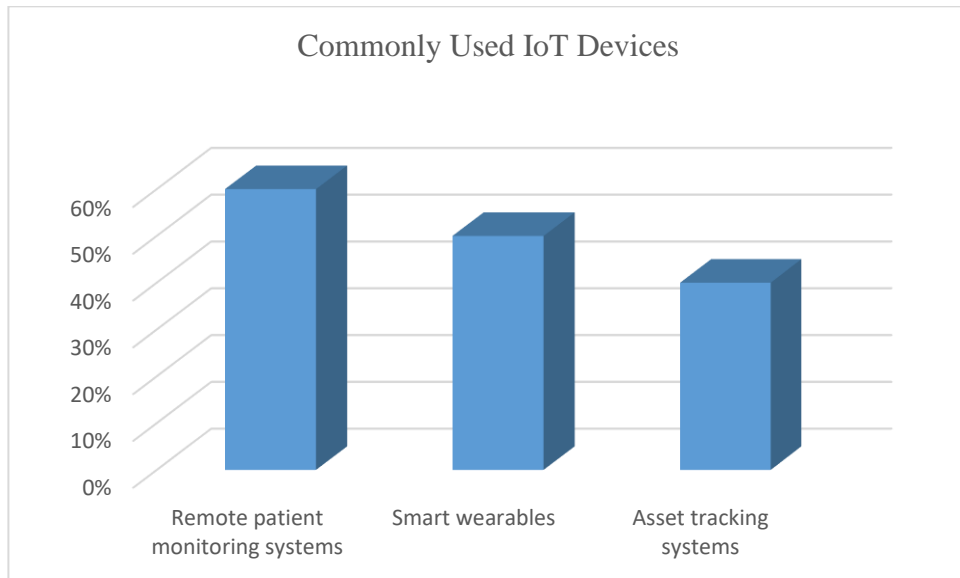 Commonly Used IoT Devices
60%
50%
40%
30%
20%
10%
0%
Remote patient
monitoring systems
Smart wearables
Asset tracking
systems